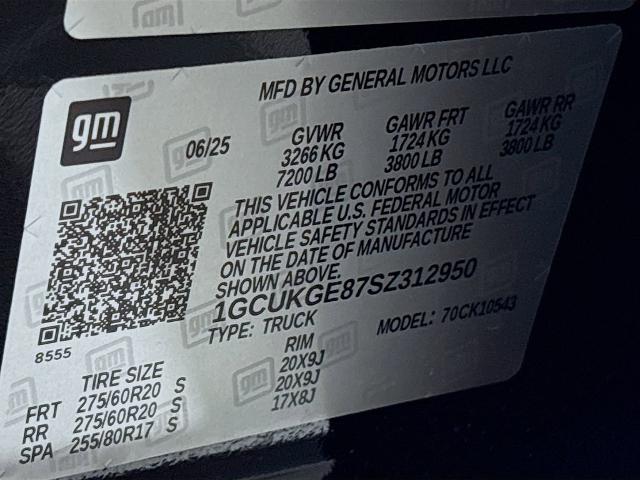 gm
MFD BY GENERAL MOTORS LLC
06/25 GVWR GAWR FRT GAWR RR
3266 KG 1724 KG 1724 KG
7200 LB 3800 LB 3800 LB
THIS VEHICLE CONFORMS TO ALL
APPLICABLE U.S. FEDERAL MOTOR
VEHICLE SAFETY STANDARDS IN EFFECT
ON THE DATE OF MANUFACTURE
SHOWN ABOVE.
1GCUKGE87SZ312950
TYPE: TRUCK MODEL: 70CK10543
8555
TIRE SIZE RIM
FRT 275/60R20 S 20X9J
RR 275/60R20 S 20X9J
SPA 255/80R17 S 17X8J